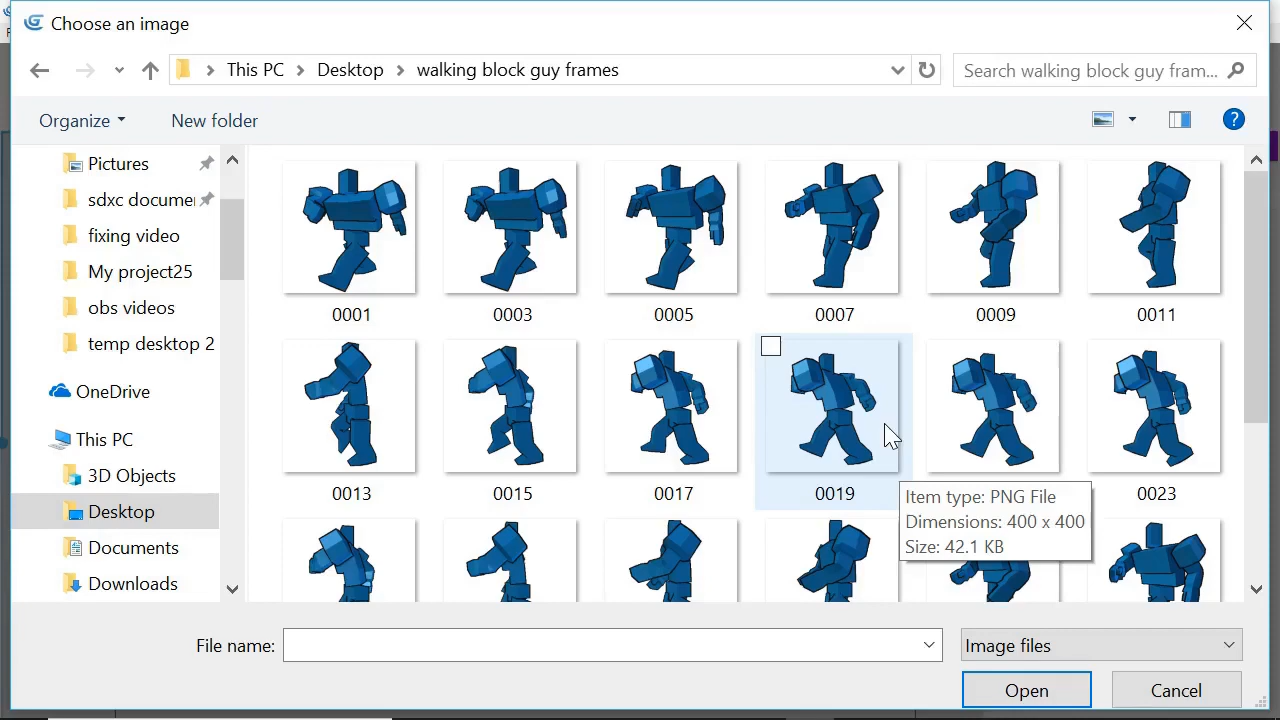 Choose an image
This PC
Desktop
walking block guy frames
Search walking block guy fram...
Organize
New folder
Pictures
sdxc docume
fixing video
My project25
obs videos
temp desktop 2
OneDrive
This PC
3D Objects
Desktop
Documents
Downloads
0001
0003
0005
0007
0009
0011
0013
0015
0017
0019
0023
Item type: PNG File
Dimensions: 400 x 400
Size: 42.1 KB
File name:
Image files
Open
Cancel